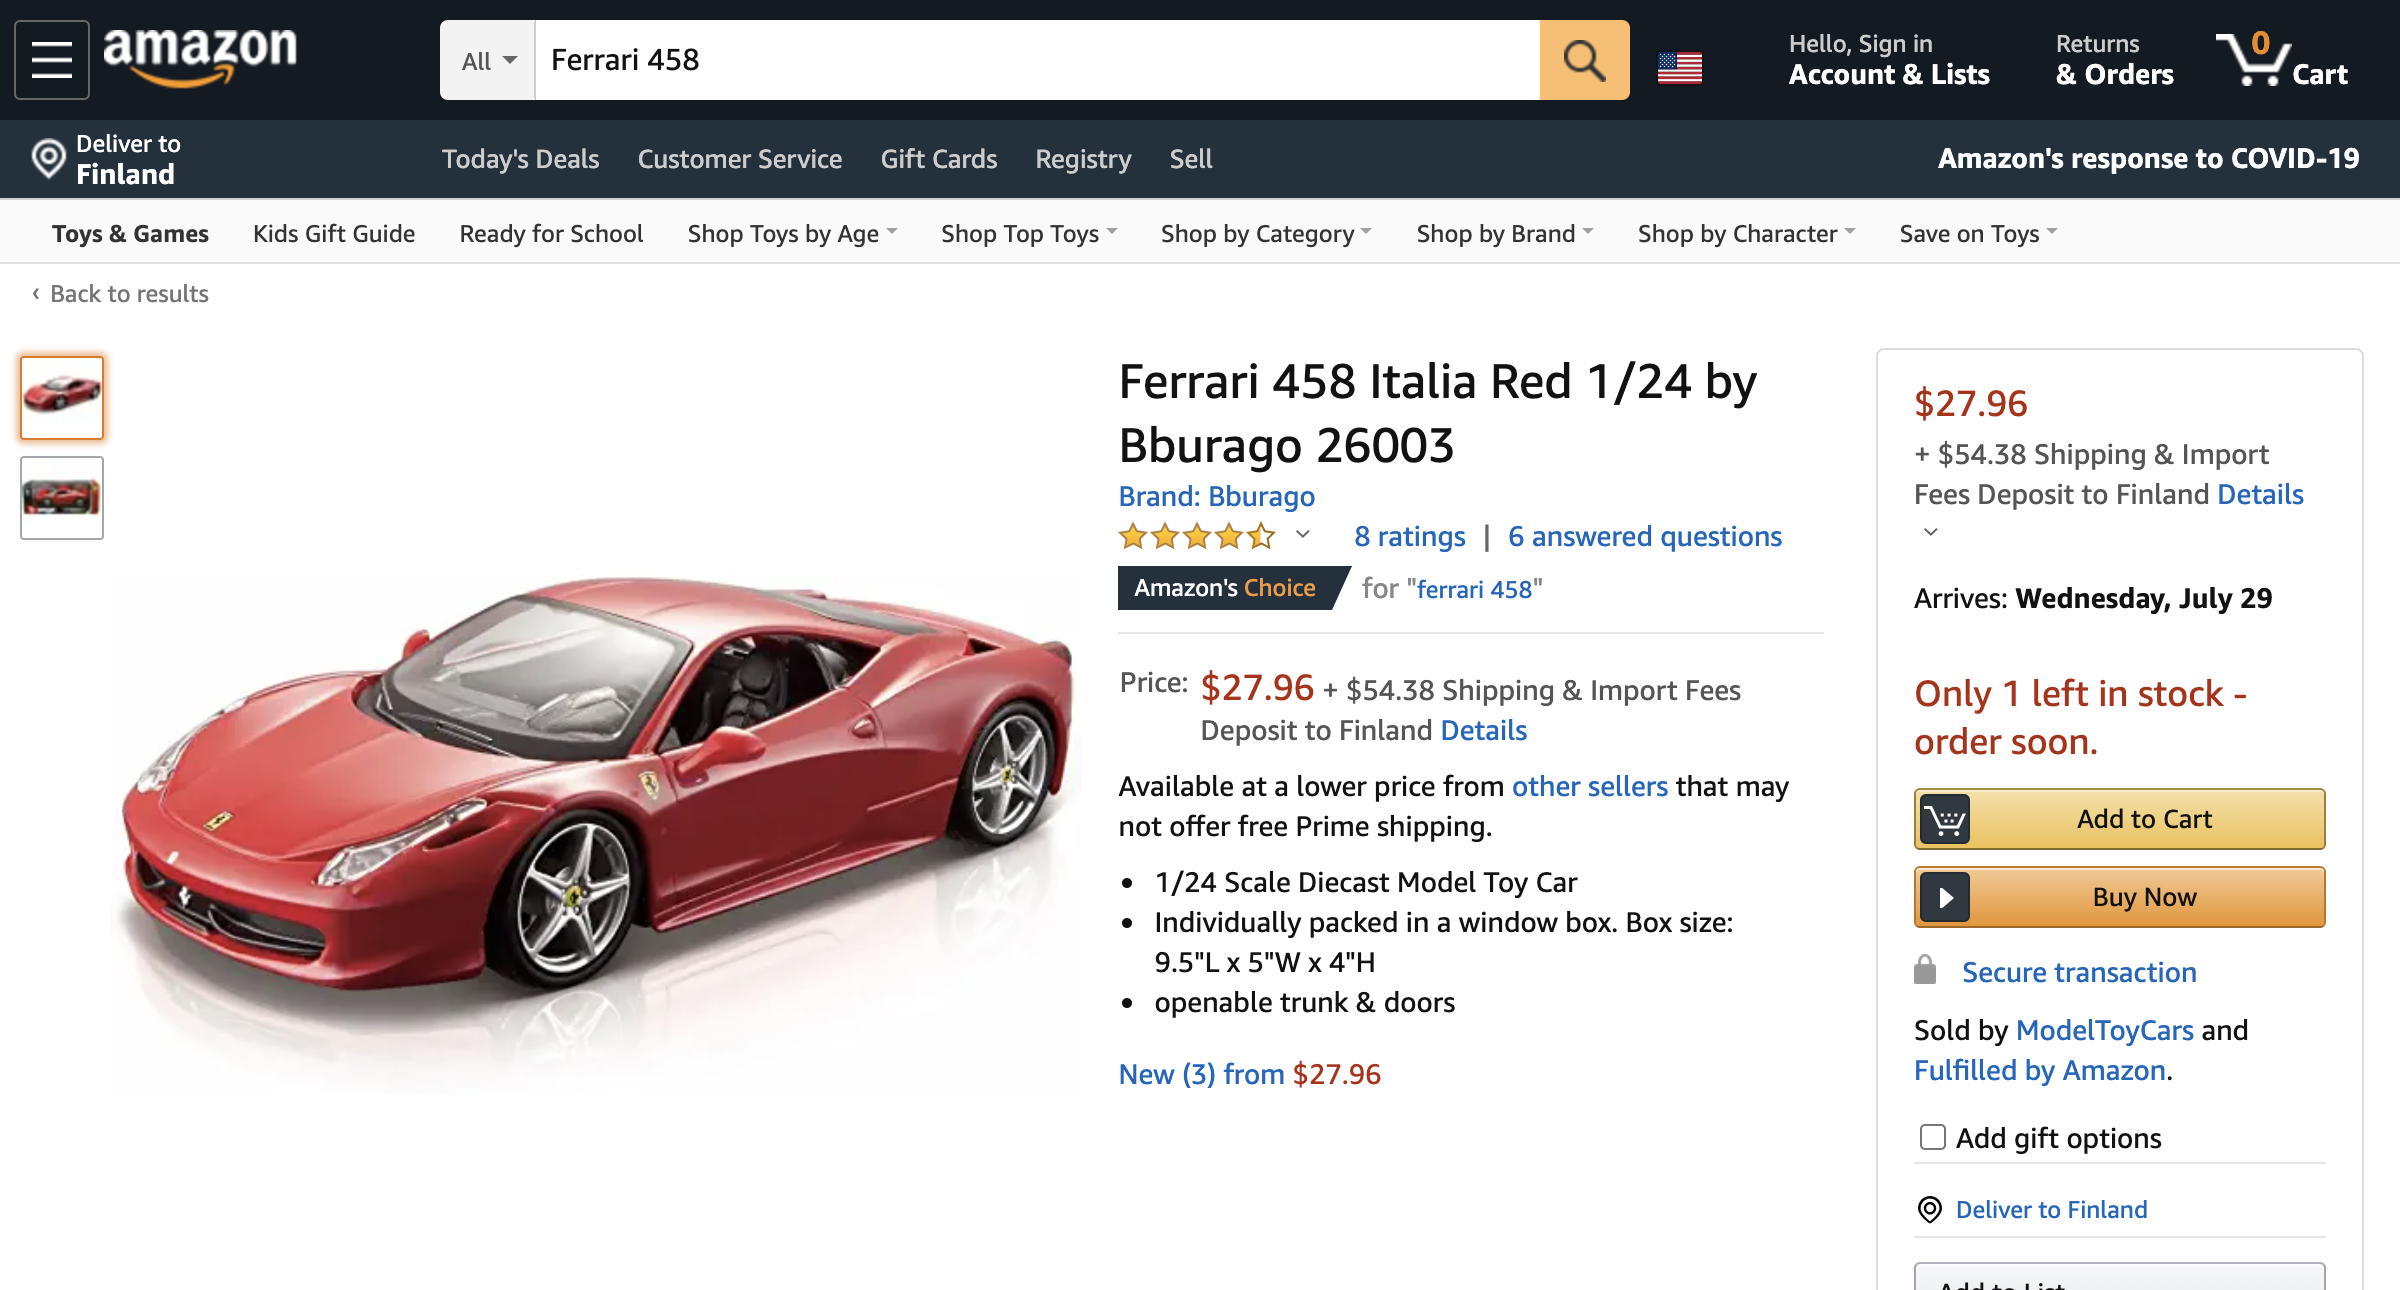 amazon
All
Ferrari 458
Hello, Sign in
Account & Lists
Returns
& Orders
0
Cart
Deliver to
Finland
Today's Deals
Customer Service
Gift Cards
Registry
Sell
Amazon's response to COVID-19
Toys & Games
Kids Gift Guide
Ready for School
Shop Toys by Age
Shop Top Toys
Shop by Category
Shop by Brand
Shop by Character
Save on Toys
‹ Back to results
Ferrari 458 Italia Red 1/24 by
Bburago 26003
Brand: Bburago
8 ratings | 6 answered questions
Amazon's Choice for "ferrari 458"
Price: $27.96 + $54.38 Shipping & Import Fees
Deposit to Finland Details
Available at a lower price from other sellers that may
not offer free Prime shipping.
• 1/24 Scale Diecast Model Toy Car
• Individually packed in a window box. Box size:
9.5"L x 5"W x 4"H
• openable trunk & doors
New (3) from $27.96
$27.96
+ $54.38 Shipping & Import
Fees Deposit to Finland Details
Arrives: Wednesday, July 29
Only 1 left in stock -
order soon.
Add to Cart
Buy Now
Secure transaction
Sold by ModelToyCars and
Fulfilled by Amazon.
Add gift options
Deliver to Finland
Add to List